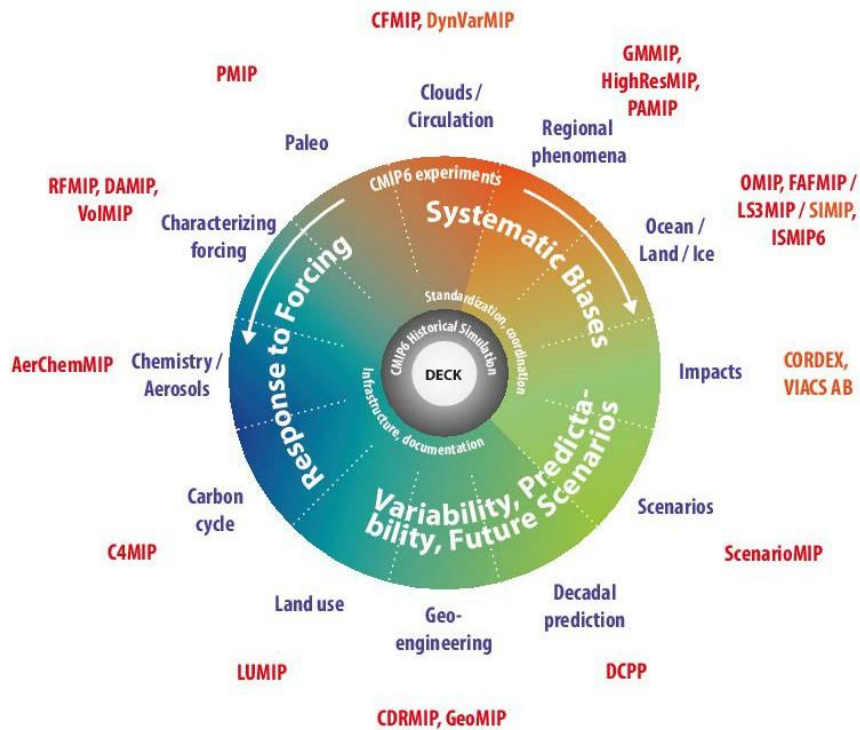 CFMIP, DynVarMIP
GMMIP,
HighResMIP,
PAMIP
PMIP
Clouds /
Circulation
Regional
phenomena
Paleo
RFMIP, DAMIP,
VolMIP
OMIP, FAFMIP /
LS3MIP / SIMIP,
ISMIP6
Characterizing
forcing
Ocean /
Land / Ice
CMIP6 experiments
Systematic Biases
Response to Forcing
Standardization, coordination
CMIP6 Historical Simulation
DECK
Infrastructure, documentation
AerChemMIP
Chemistry /
Aerosols
Impacts
CORDEX,
VIACS AB
Variability, Predicta-
bility, Future Scenarios
Carbon
cycle
Scenarios
C4MIP
ScenarioMIP
Land use
Geo-
engineering
Decadal
prediction
LUMIP
DCPP
CDRMIP, GeoMIP